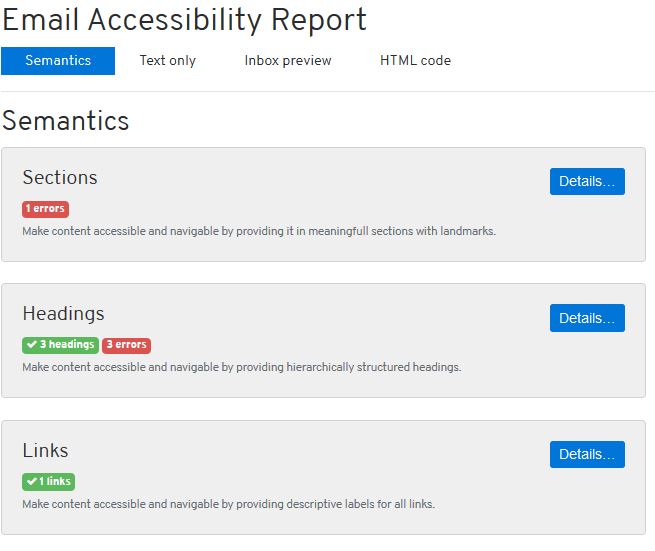 Email Accessibility Report
Semantics Text only Inbox preview HTML code
Semantics
Sections
Details...
1 errors
Make content accessible and navigable by providing it in meaningfull sections with landmarks.
Headings
Details...
✔ 3 headings 3 errors
Make content accessible and navigable by providing hierarchically structured headings.
Links
Details...
✔ 1 links
Make content accessible and navigable by providing descriptive labels for all links.